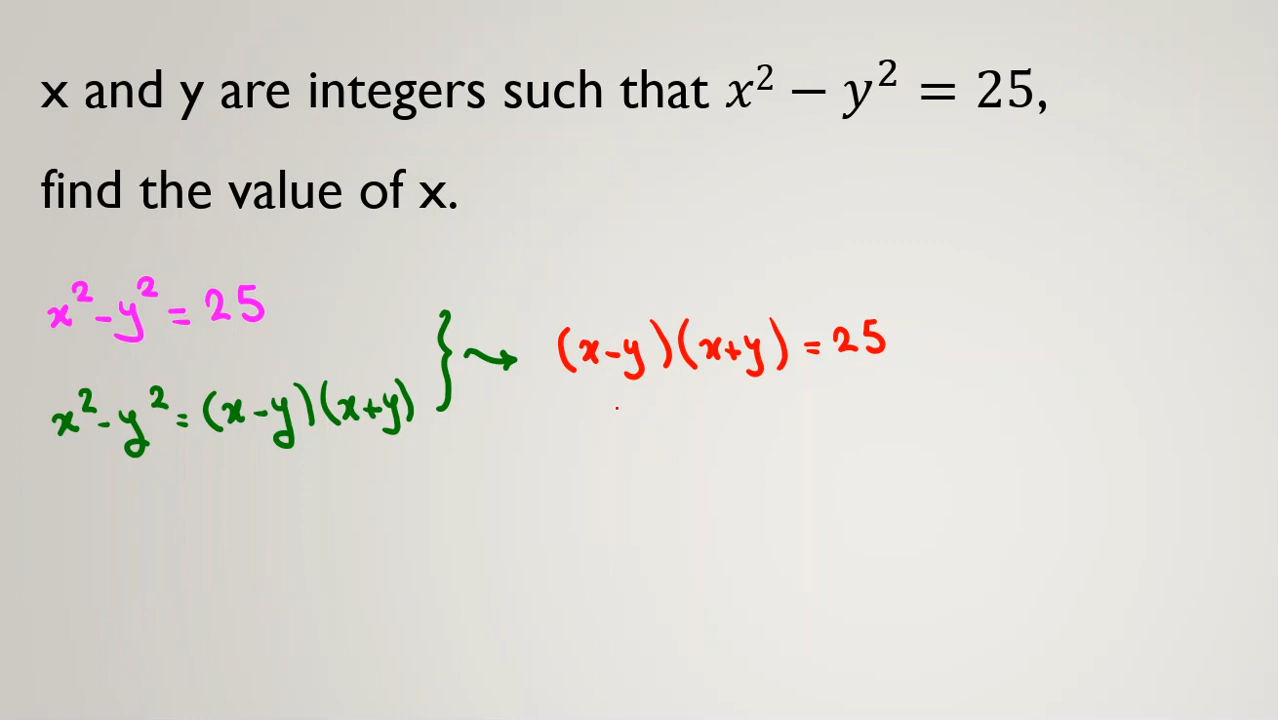 x and y are integers such that x² − y² = 25,
find the value of x.
x² - y² = 25
x² - y² = (x - y)(x + y)
(x - y)(x + y) = 25